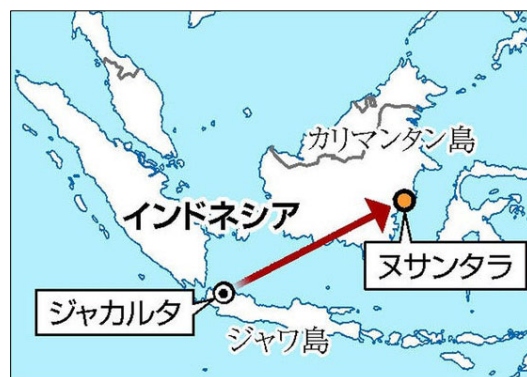 カリマンタン島
インドネシア
ヌサンタラ
ジャカルタ
ジャワ島